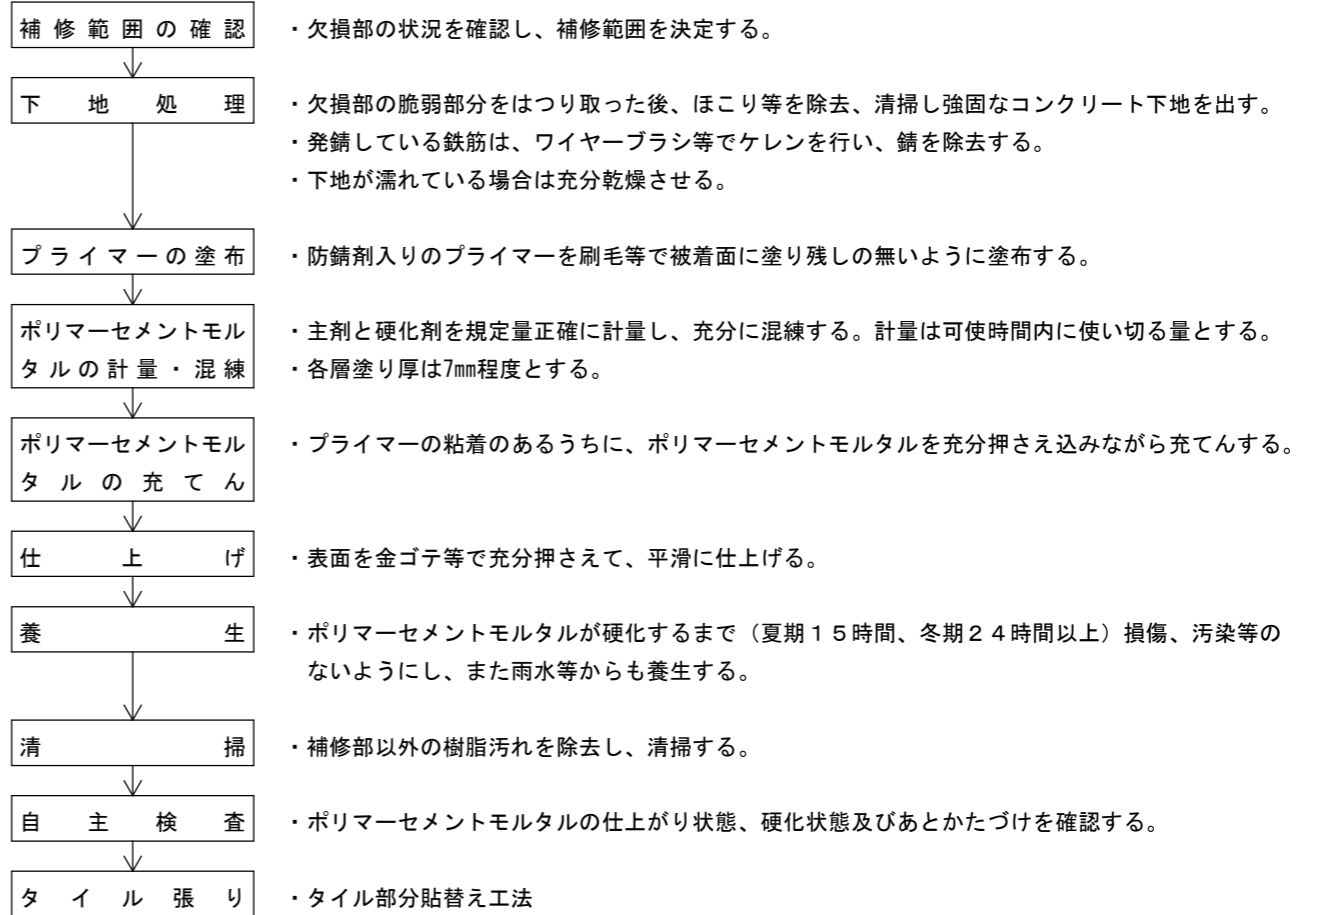 補修範囲の確認 ・欠損部の状況を確認し、補修範囲を決定する。
下地処理 ・欠損部の脆弱部分をはつり取った後、ほこり等を除去、清掃し強固なコンクリート下地を出す。
・発錆している鉄筋は、ワイヤーブラシ等でケレンを行い、錆を除去する。
・下地が濡れている場合は充分乾燥させる。
プライマーの塗布 ・防錆剤入りのプライマーを刷毛等で被着面に塗り残しの無いように塗布する。
ポリマーセメントモル ・主剤と硬化剤を規定量正確に計量し、充分に混練する。計量は可使時間内に使い切る量とする。
タルの計量・混練 ・各層塗り厚は7㎜程度とする。
ポリマーセメントモル ・プライマーの粘着のあるうちに、ポリマーセメントモルタルを充分押さえ込みながら充てんする。
タルの充てん
仕上げ ・表面を金ゴテ等で充分押さえて、平滑に仕上げる。
養生 ・ポリマーセメントモルタルが硬化するまで（夏期１５時間、冬期２４時間以上）損傷、汚染等の
ないようにし、また雨水等からも養生する。
清掃 ・補修部以外の樹脂汚れを除去し、清掃する。
自主検査 ・ポリマーセメントモルタルの仕上がり状態、硬化状態及びあとかたづけを確認する。
タイル張り ・タイル部分貼替え工法